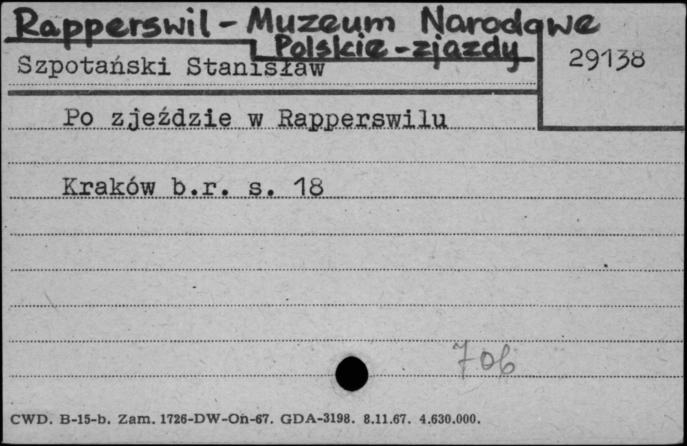 Rapperswil - Muzeum Narodowe
Polskie - zjazdy
29138
Szpotański Stanisław
Po zjeździe w Rapperswilu
Kraków b.r. s. 18
706
CWD. B-15-b. Zam. 1726-DW-On-67. GDA-3198. 8.11.67. 4.630.000.